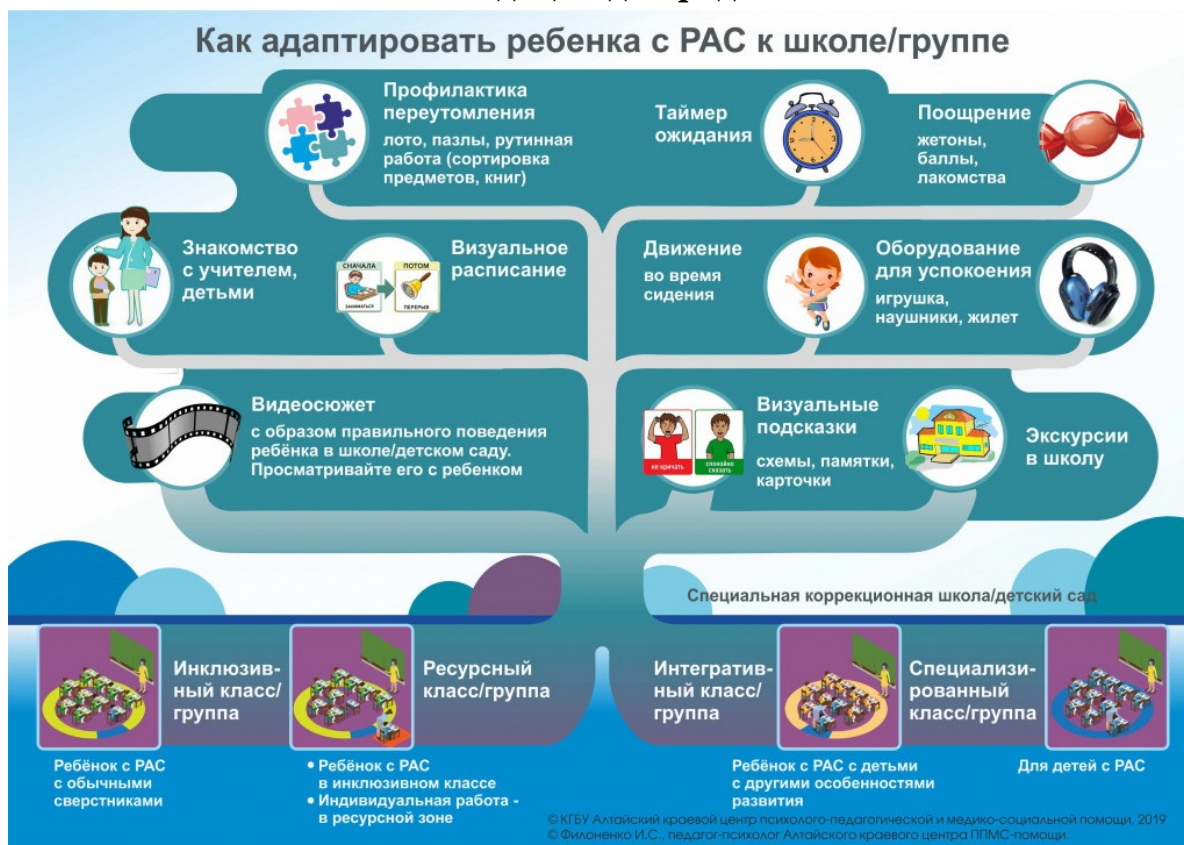 Как адаптировать ребенка с РАС к школе/группе
Профилактика
переутомления
лото, пазлы, рутинная
работа (сортировка
предметов, книг)
Таймер
ожидания
Поощрение
жетоны,
баллы,
лакомства
Знакомство
с учителем,
детьми
СНАЧАЛА
ЗАНИМАТЬСЯ
ПОТОМ
ПЕРЕРЫВ
Визуальное
расписание
Движение
во время
сидения
Оборудование
для успокоения
игрушка,
наушники, жилет
Видеосюжет
с образом правильного поведения
ребёнка в школе/детском саду.
Просматривайте его с ребенком
не кричать
спокойно
сказать
Визуальные
подсказки
схемы, памятки,
карточки
Экскурсии
в школу
Специальная коррекционная школа/детский сад
Инклюзив-
ный класс/
группа
Ресурсный
класс/группа
Интегратив-
ный класс/
группа
Специализи-
рованный
класс/группа
Ребёнок с РАС
с обычными
сверстниками
• Ребёнок с РАС
в инклюзивном классе
• Индивидуальная работа -
в ресурсной зоне
Ребёнок с РАС с детьми
с другими особенностями
развития
Для детей с РАС
© КГБУ Алтайский краевой центр психолого-педагогической и медико-социальной помощи, 2019
© Филоненко И.С., педагог-психолог Алтайского краевого центра ППМС-помощи.